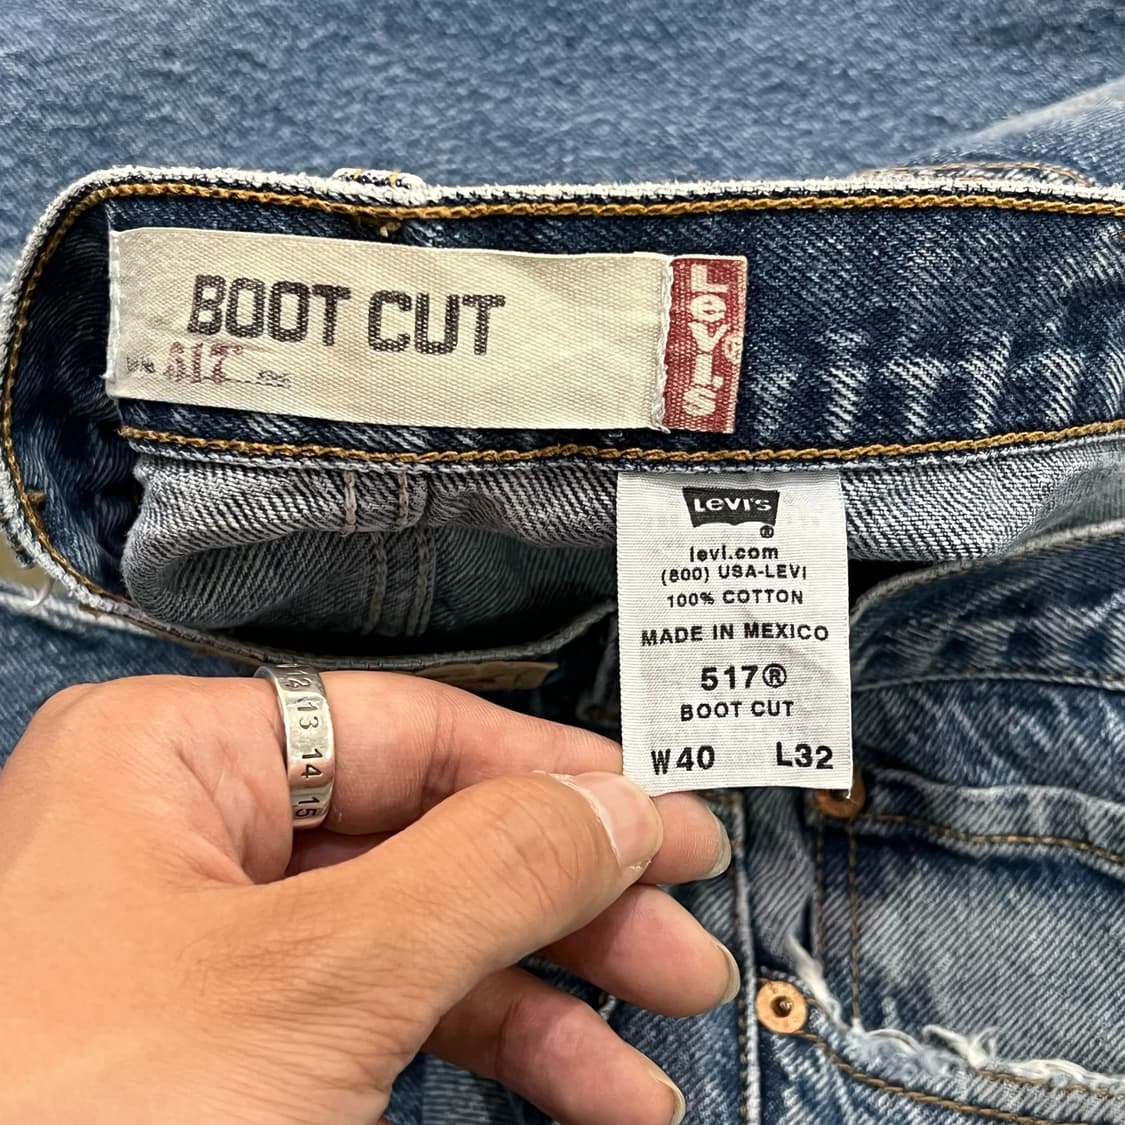 BOOT CUT
517
Levi's®
LEVI'S
®
levi.com
(800) USA-LEVI
100% COTTON
MADE IN MEXICO
517®
BOOT CUT
W40 L32
12
13
14
15